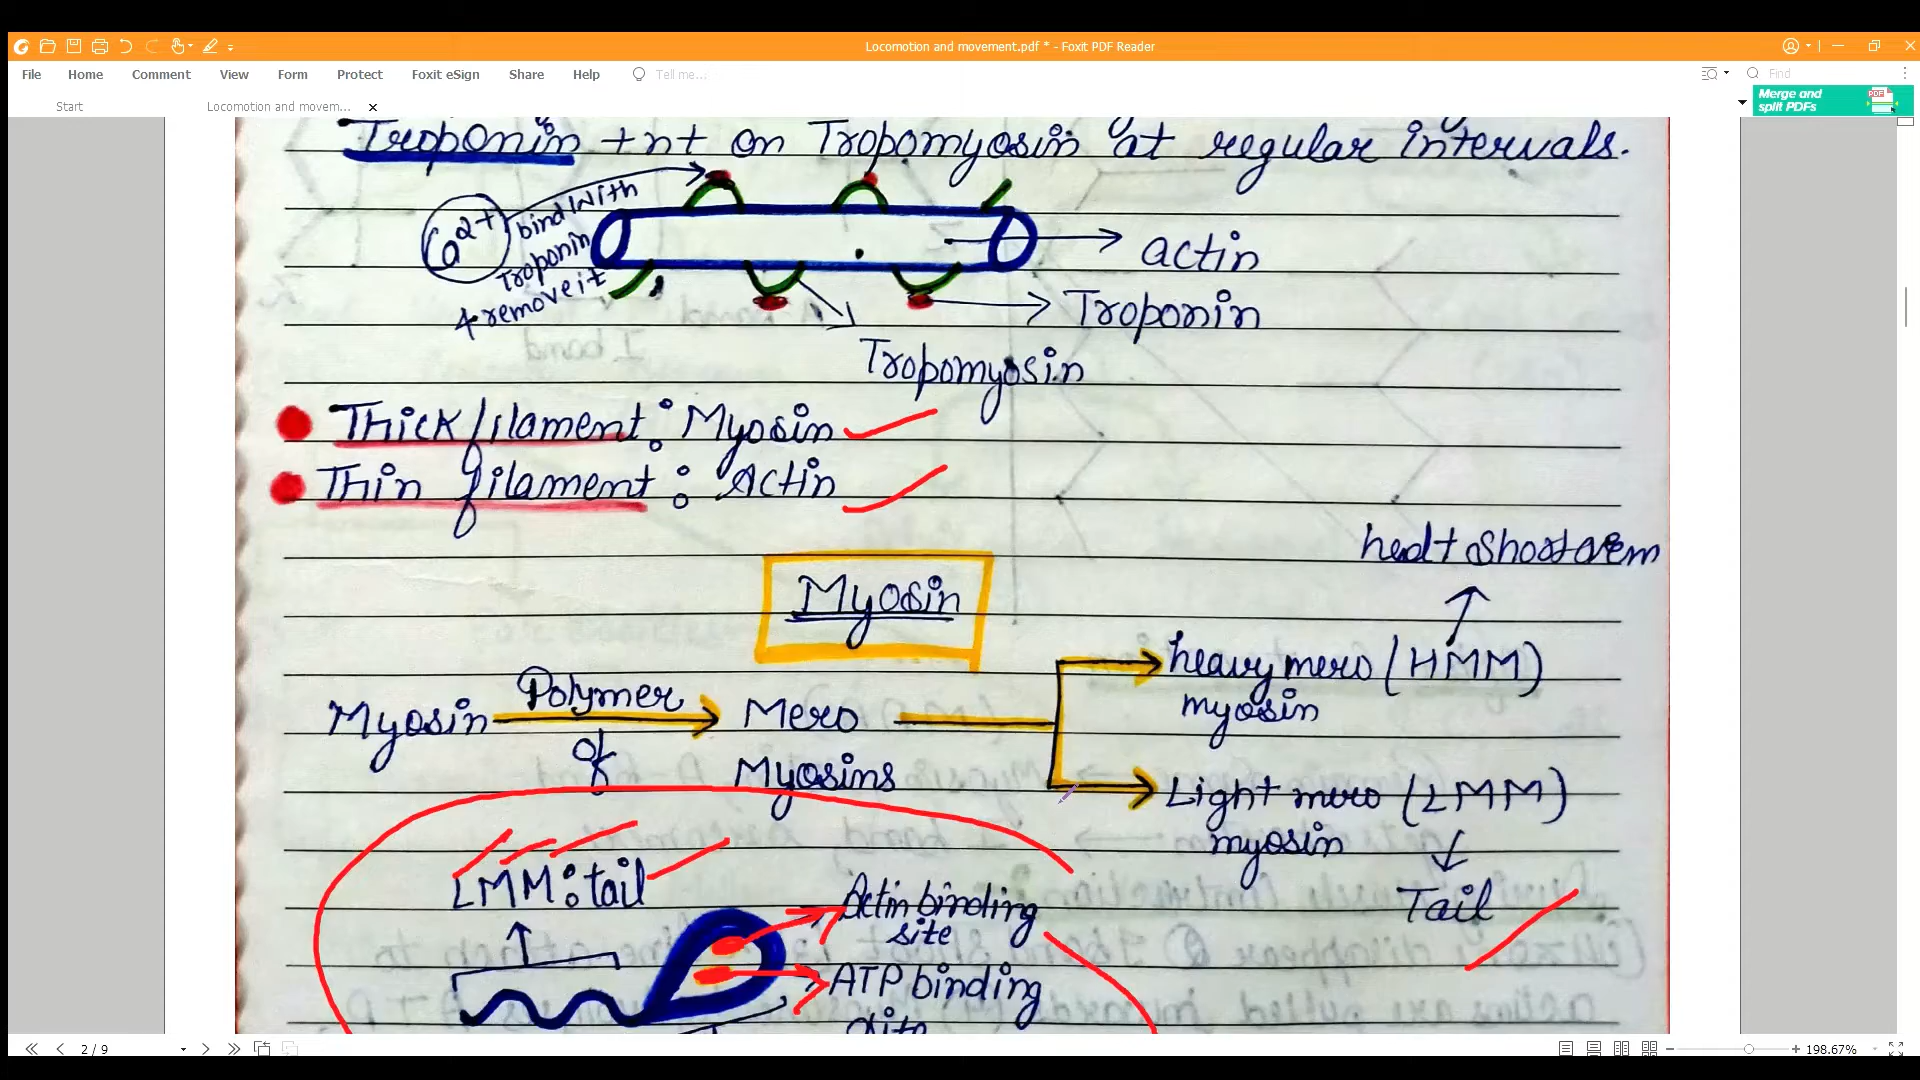 Locomotion and movement.pdf * - Foxit PDF Reader
File Home Comment View Form Protect Foxit eSign Share Help Tell me... Find
Start Locomotion and movem... Merge and split PDFs
Troponin +nt on Tropomyosin at regular intervals.
Ca2+ bind With Troponin & remove it
actin
Troponin
Tropomyosin
Thick filament : Myosin
Thin filament : Actin
Myosin
head + Short arm
heavy mero (HMM)
myosin
Myosin Polymer of Mero Myosins
Light mero (LMM)
myosin
Tail
LMM : tail
Actin binding site
ATP binding site
2 / 9 198.67%